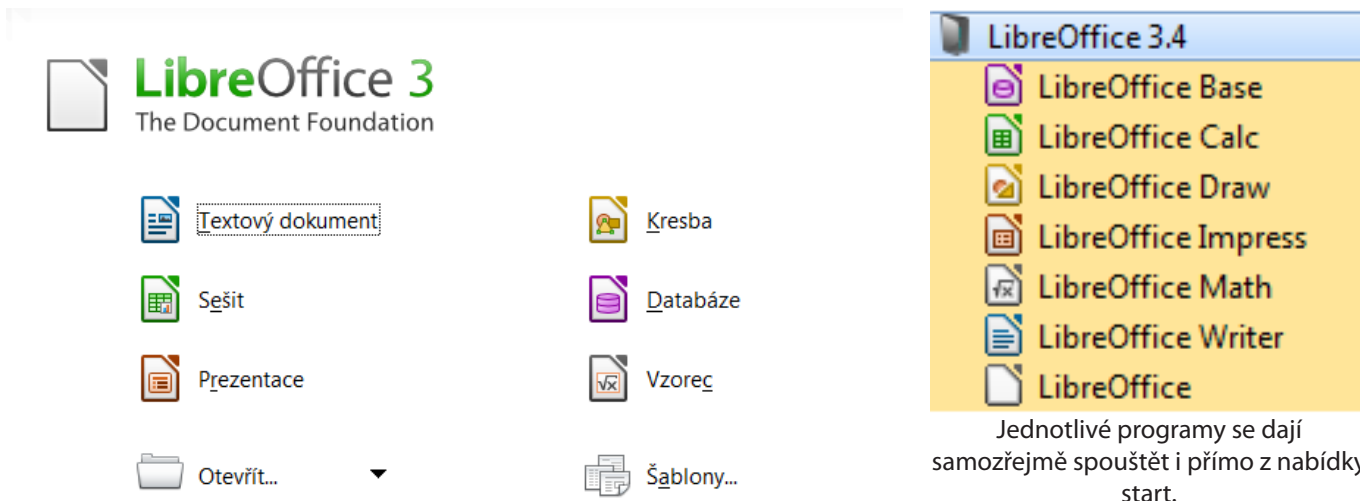 LibreOffice 3
The Document Foundation
Textový dokument
Kresba
Sešit
Databáze
Prezentace
Vzorec
Otevřít...
Šablony...
LibreOffice 3.4
LibreOffice Base
LibreOffice Calc
LibreOffice Draw
LibreOffice Impress
LibreOffice Math
LibreOffice Writer
LibreOffice
Jednotlivé programy se dají
samozřejmě spouštět i přímo z nabídky
start.